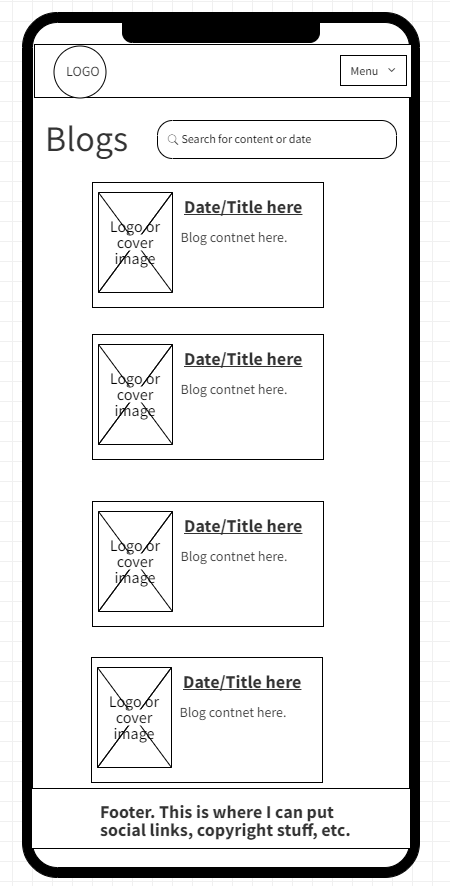 LOGO
Menu
Blogs
Search for content or date
Date/Title here
Logo or
cover
image
Blog contnet here.
Date/Title here
Logo or
cover
image
Blog contnet here.
Date/Title here
Logo or
cover
image
Blog contnet here.
Date/Title here
Logo or
cover
image
Blog contnet here.
Footer. This is where I can put
social links, copyright stuff, etc.